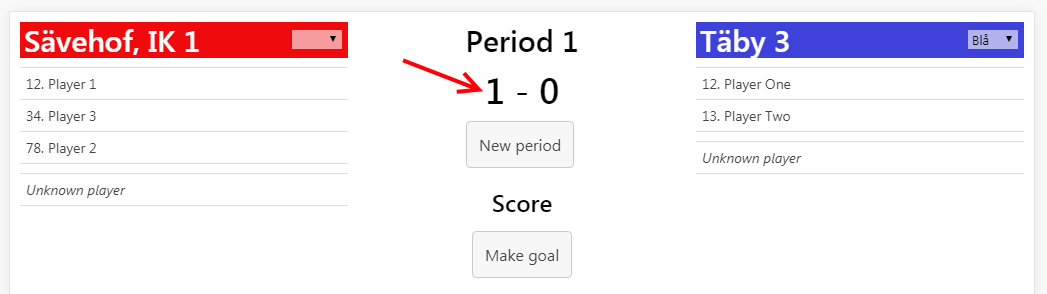 Sävehof, IK 1
12. Player 1
34. Player 3
78. Player 2
Unknown player
Period 1
1 - 0
New period
Score
Make goal
Täby 3
Blå
12. Player One
13. Player Two
Unknown player